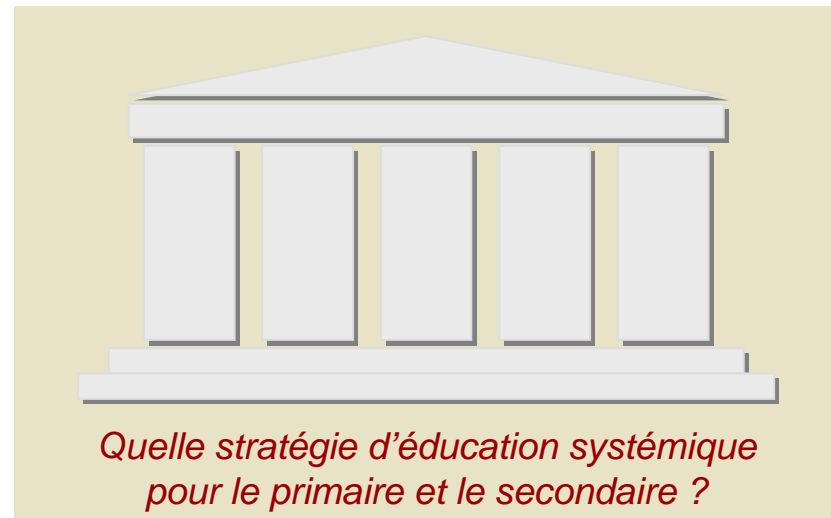 Quelle stratégie d’éducation systémique
pour le primaire et le secondaire ?